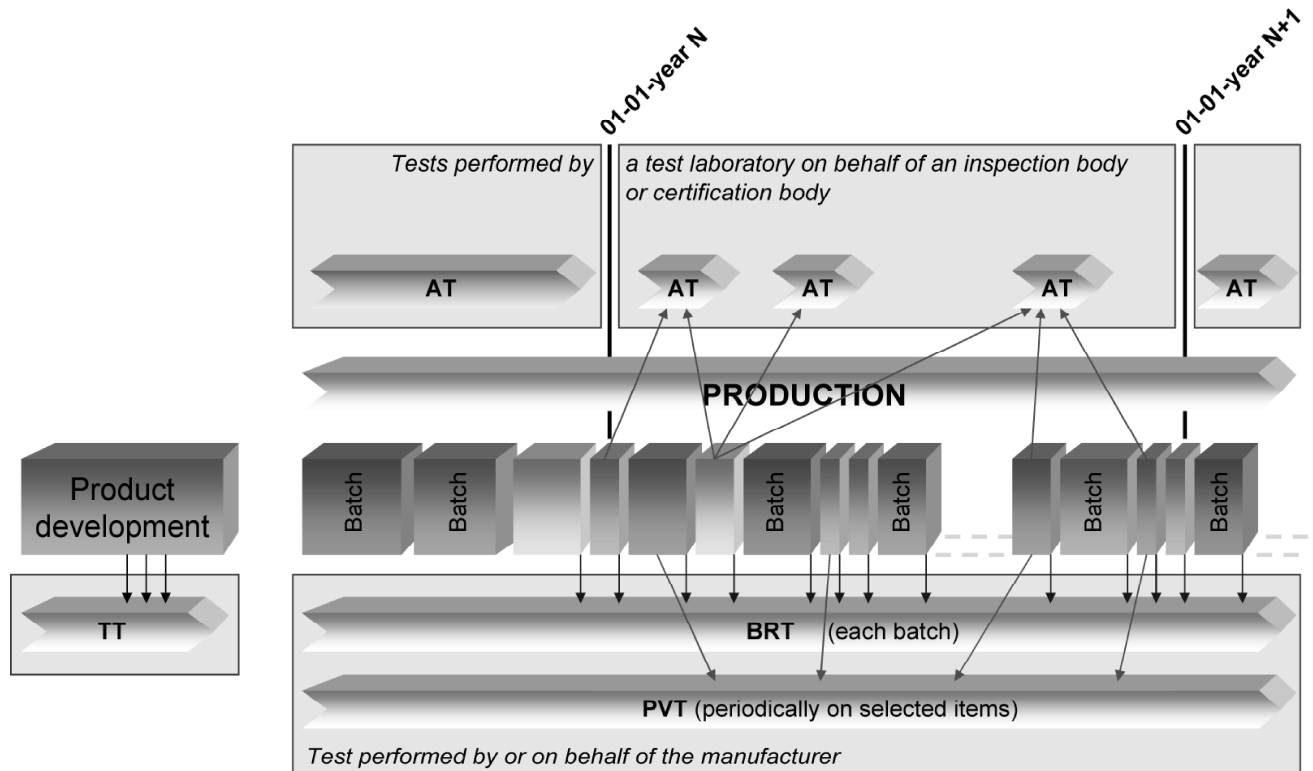 01-01-year N
01-01-year N+1
Tests performed by
a test laboratory on behalf of an inspection body
or certification body
AT
AT
AT
AT
AT
PRODUCTION
Product
development
Batch
Batch
Batch
Batch
Batch
Batch
TT
BRT (each batch)
PVT (periodically on selected items)
Test performed by or on behalf of the manufacturer